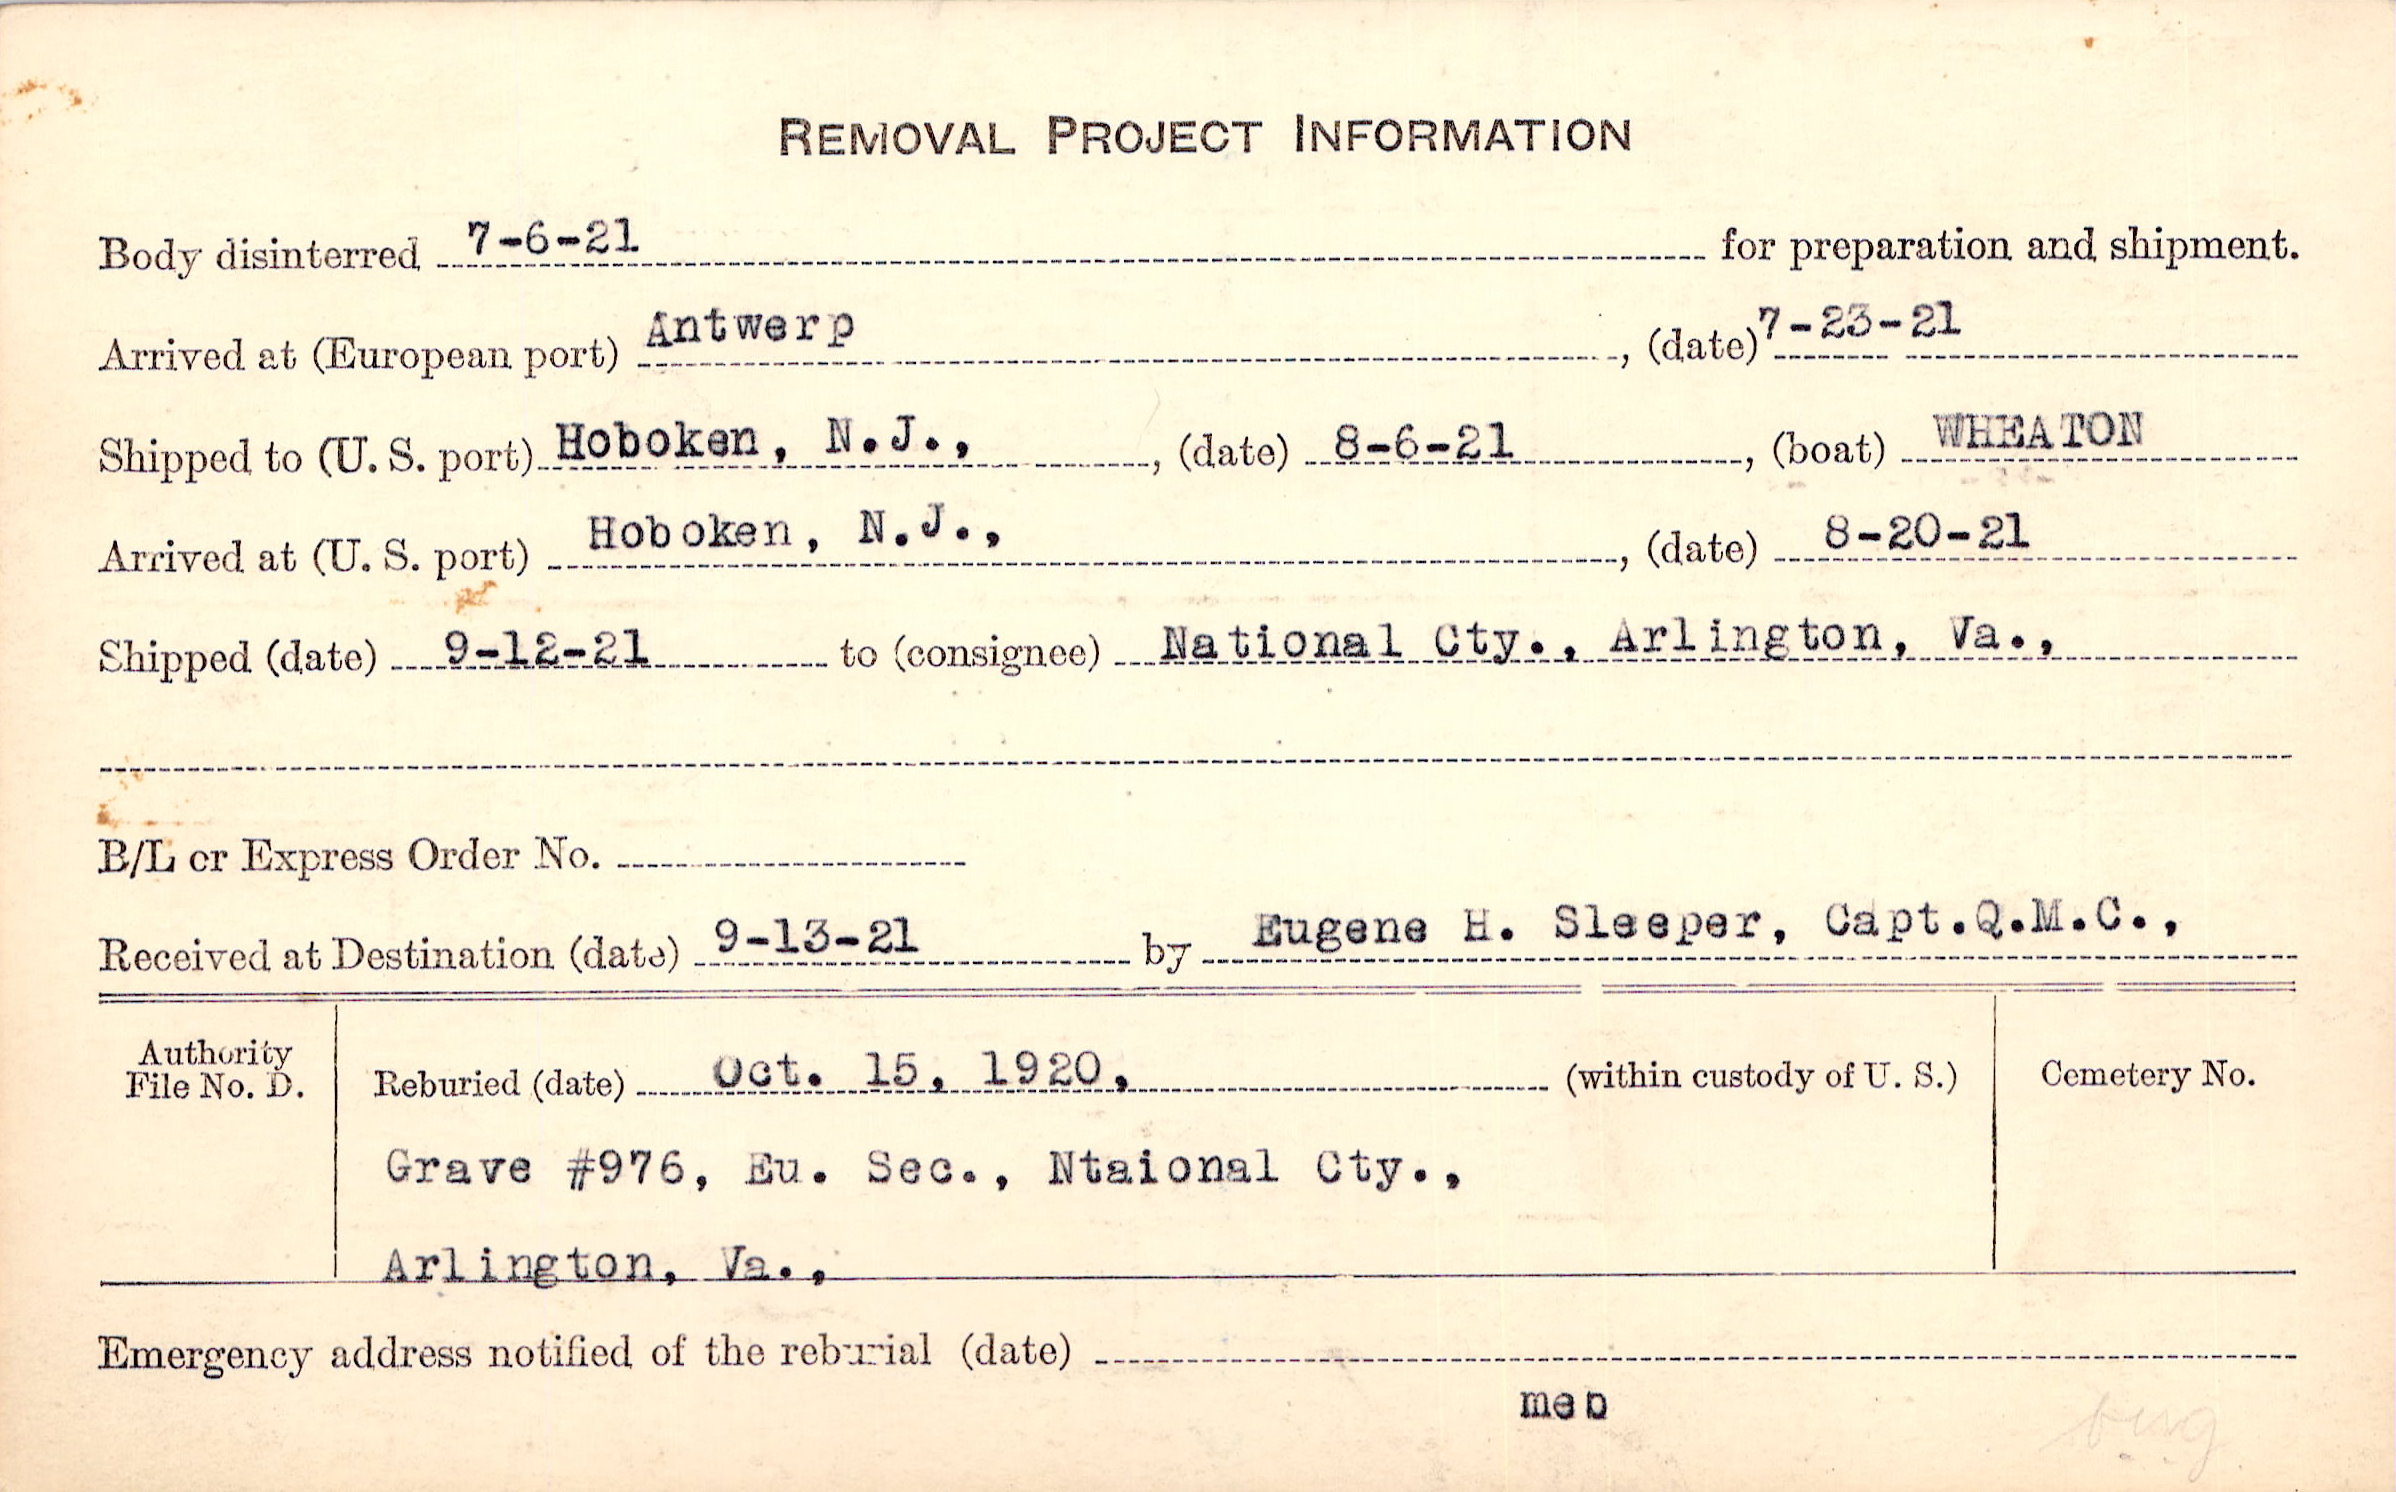 REMOVAL PROJECT INFORMATION
Body disinterred 7-6-21 for preparation and shipment.
Arrived at (European port) Antwerp, (date) 7-23-21
Shipped to (U. S. port) Hoboken, N.J., , (date) 8-6-21, (boat) WHEATON
Arrived at (U. S. port) Hoboken, N.J., , (date) 8-20-21
Shipped (date) 9-12-21 to (consignee) National Cty., Arlington, Va.,
B/L or Express Order No.
Received at Destination (date) 9-13-21 by Eugene H. Sleeper, Capt.Q.M.C.,
Authority
File No. D.
Reburied (date) Oct. 15, 1920, (within custody of U. S.)
Cemetery No.
Grave #976, Eu. Sec., Ntaional Cty.,
Arlington, Va.,
Emergency address notified of the reburial (date)